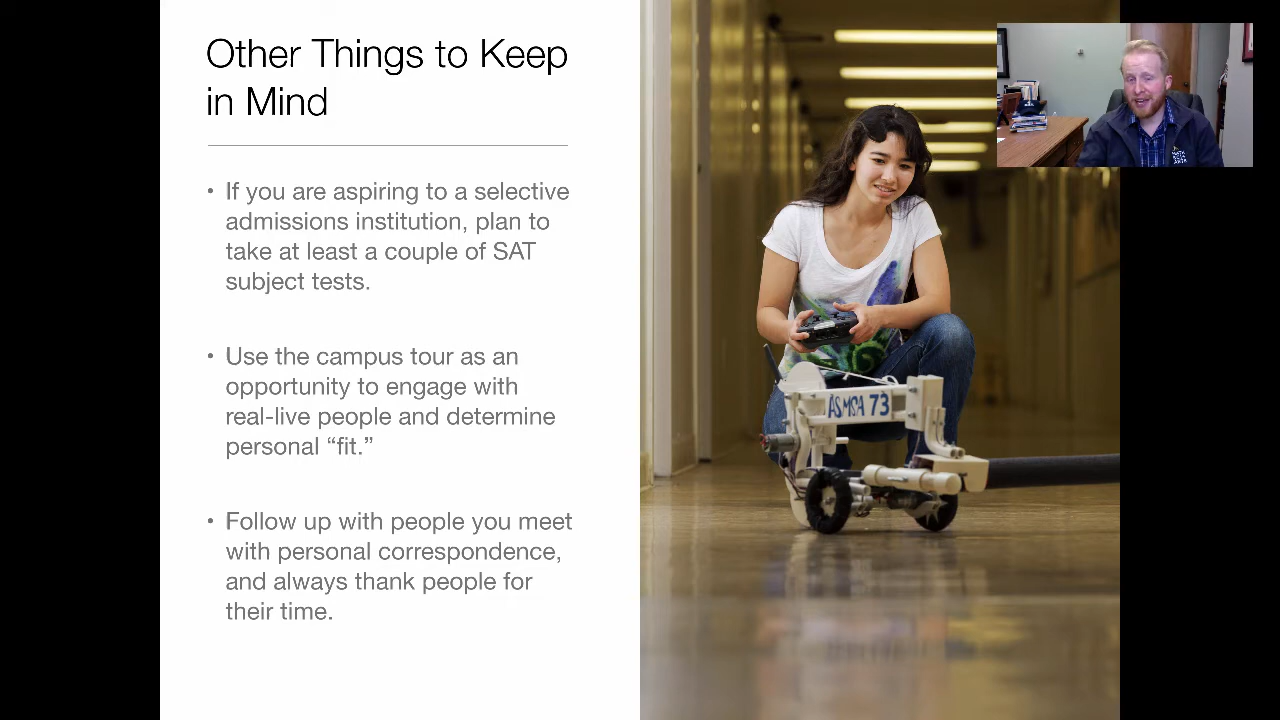 Other Things to Keep
in Mind
• If you are aspiring to a selective
admissions institution, plan to
take at least a couple of SAT
subject tests.
• Use the campus tour as an
opportunity to engage with
real-live people and determine
personal “fit.”
• Follow up with people you meet
with personal correspondence,
and always thank people for
their time.
ASMSA 73